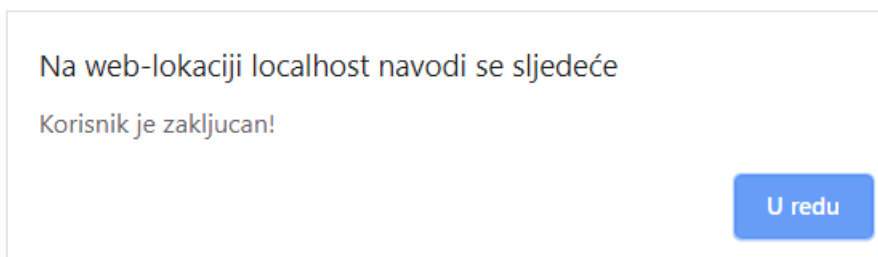 Na web-lokaciji localhost navodi se sljedeće
Korisnik je zakljucan!
U redu